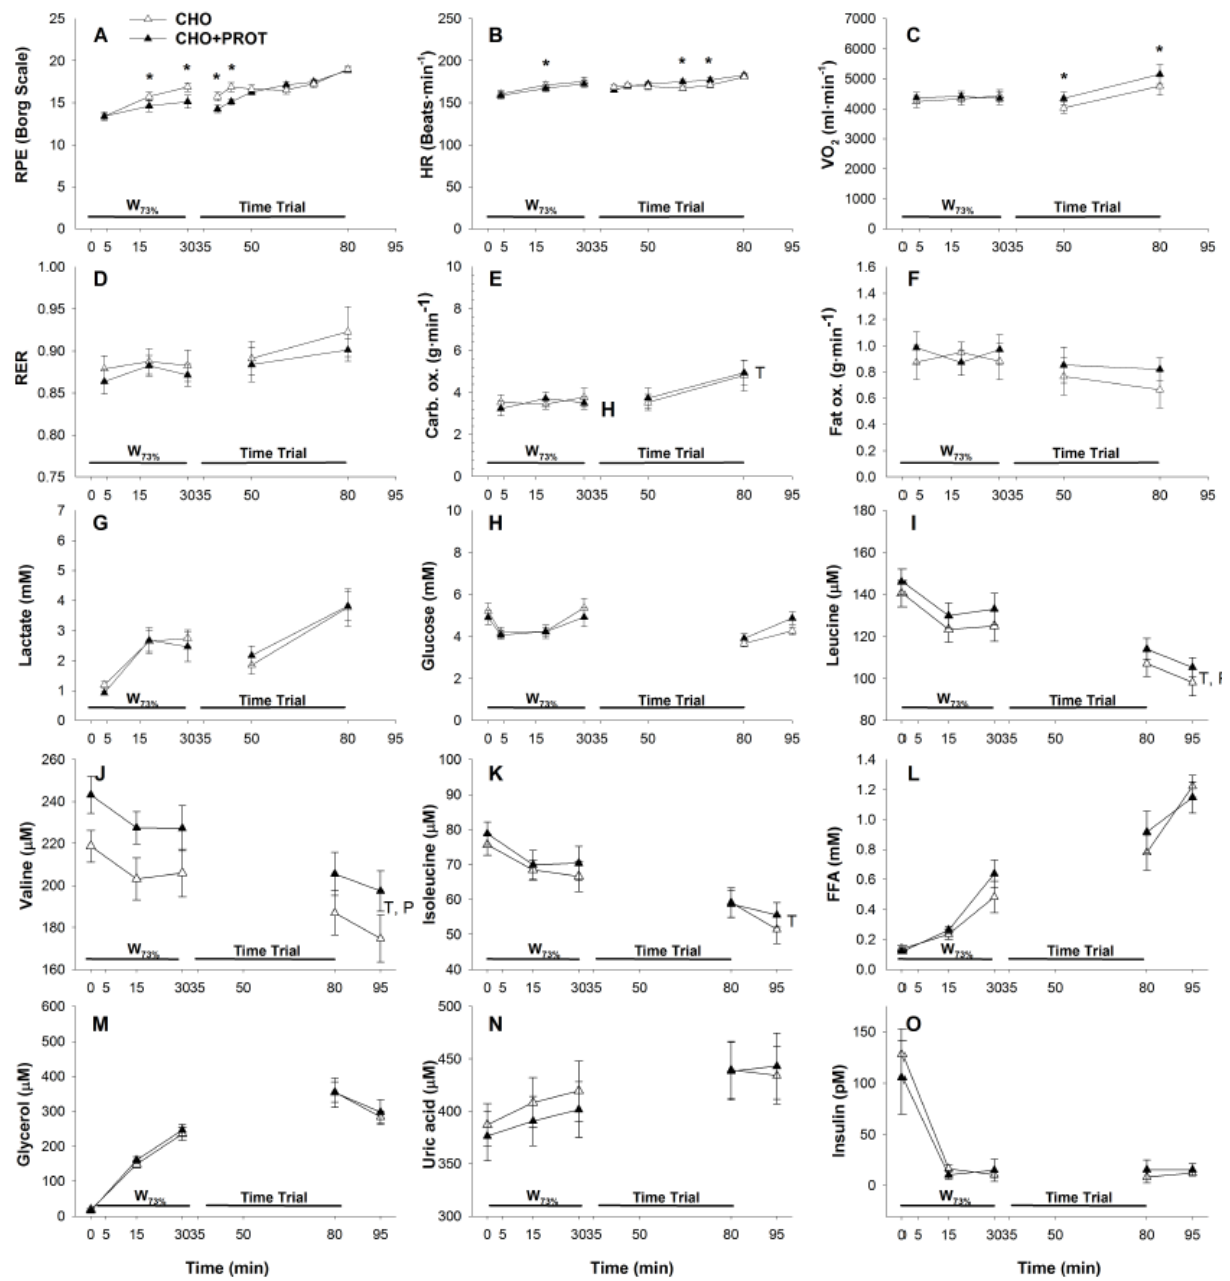 CHO
CHO+PROT
A
RPE (Borg Scale)
25
20
15
10
5
0
* * * *
W73%
Time Trial
0 5 15 3035 50 80 95
B
HR (Beats·min-1)
250
200
150
100
50
0
* * *
W73%
Time Trial
0 5 15 3035 50 80 95
C
VO2 (ml·min-1)
7000
6000
5000
4000
3000
2000
1000
0
* *
W73%
Time Trial
0 5 15 3035 50 80 95
D
RER
1.00
0.95
0.90
0.85
0.80
0.75
W73%
Time Trial
0 5 15 3035 50 80 95
E
Carb. ox. (g·min-1)
10
8
6
4
2
0
T
H
W73%
Time Trial
0 5 15 3035 50 80 95
F
Fat ox. (g·min-1)
1.4
1.2
1.0
0.8
0.6
0.4
0.2
0.0
W73%
Time Trial
0 5 15 3035 50 80 95
G
Lactate (mM)
7
6
5
4
3
2
1
0
W73%
Time Trial
0 5 15 3035 50 80 95
H
Glucose (mM)
10
8
6
4
2
0
W73%
Time Trial
0 5 15 3035 50 80 95
I
Leucine (µM)
180
160
140
120
100
80
T,
W73%
Time Trial
0 5 15 3035 50 80 95
J
Valine (µM)
260
240
220
200
180
160
T, P
W73%
Time Trial
0 5 15 3035 50 80 95
K
Isoleucine (µM)
100
90
80
70
60
50
40
T
W73%
Time Trial
0 5 15 3035 50 80 95
L
FFA (mM)
1.4
1.2
1.0
0.8
0.6
0.4
0.2
0.0
W73%
Time Trial
0 5 15 3035 50 80 95
M
Glycerol (µM)
600
500
400
300
200
100
0
W73%
Time Trial
0 5 15 3035 50 80 95
Time (min)
N
Uric acid (µM)
500
450
400
350
300
W73%
Time Trial
0 5 15 3035 50 80 95
Time (min)
O
Insulin (pM)
150
100
50
0
W73%
Time Trial
0 5 15 3035 50 80 95
Time (min)